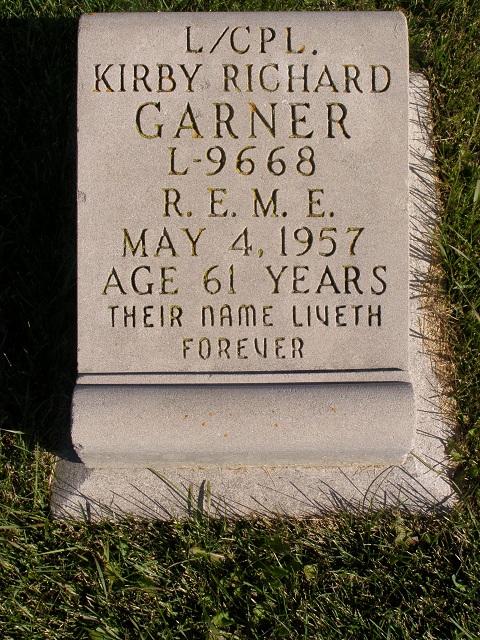 L/CPL.
KIRBY RICHARD
GARNER
L-9668
R. E. M. E.
MAY 4, 1957
AGE 61 YEARS
THEIR NAME LIVETH
FOREVER